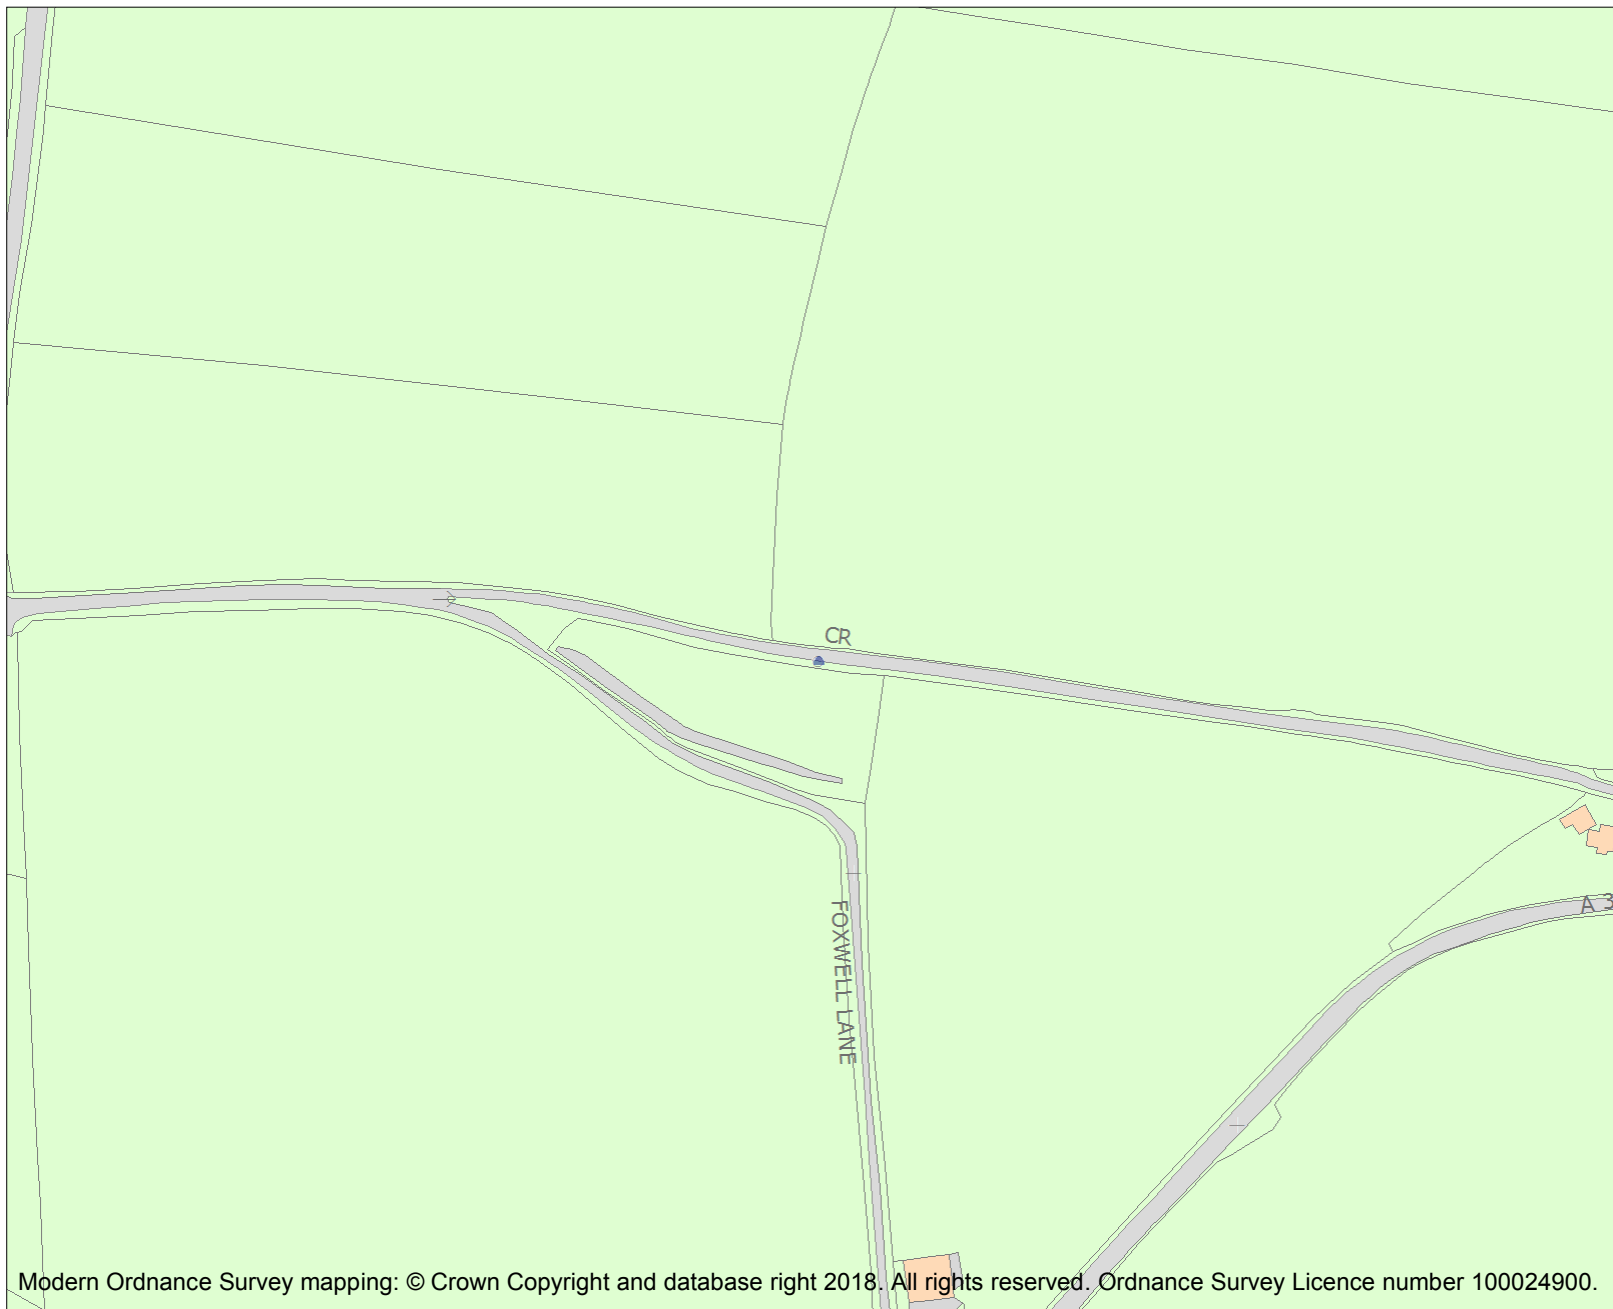 CR
A 3
FOXWELL LANE
Modern Ordnance Survey mapping: © Crown Copyright and database right 2018. All rights reserved. Ordnance Survey Licence number 100024900.